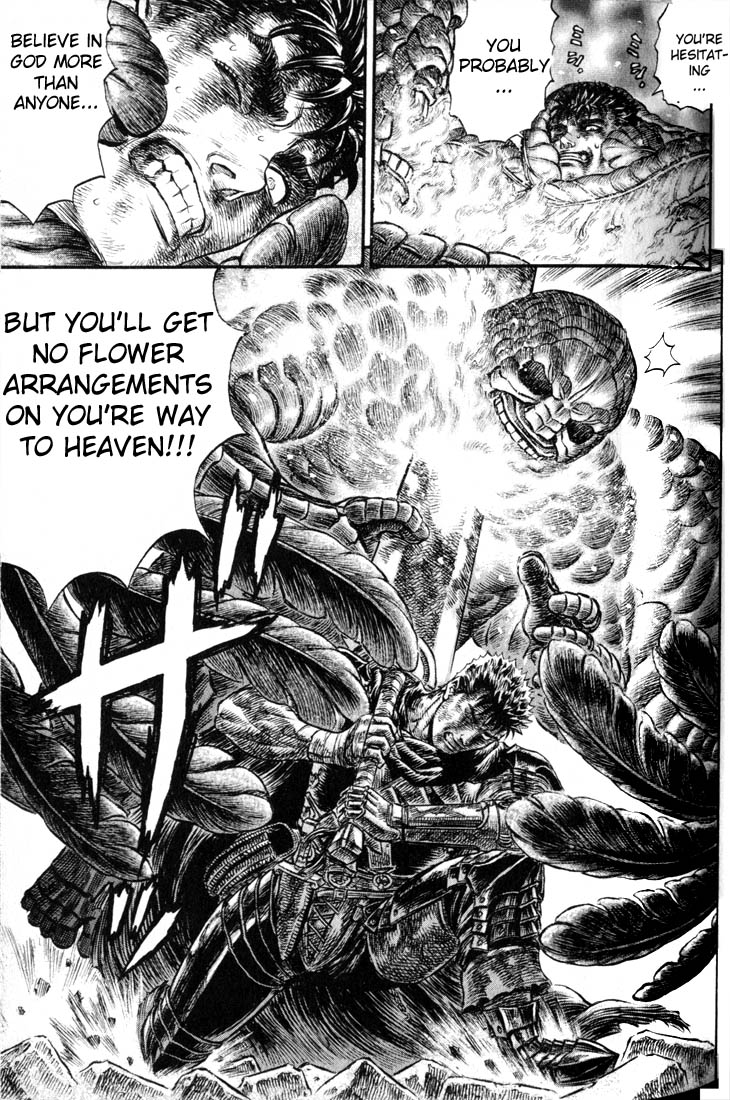 YOU'RE
HESITAT-
ING
...
YOU
PROBABLY
...
BELIEVE IN
GOD MORE
THAN
ANYONE...
BUT YOU'LL GET
NO FLOWER
ARRANGEMENTS
ON YOU'RE WAY
TO HEAVEN!!!
ザ